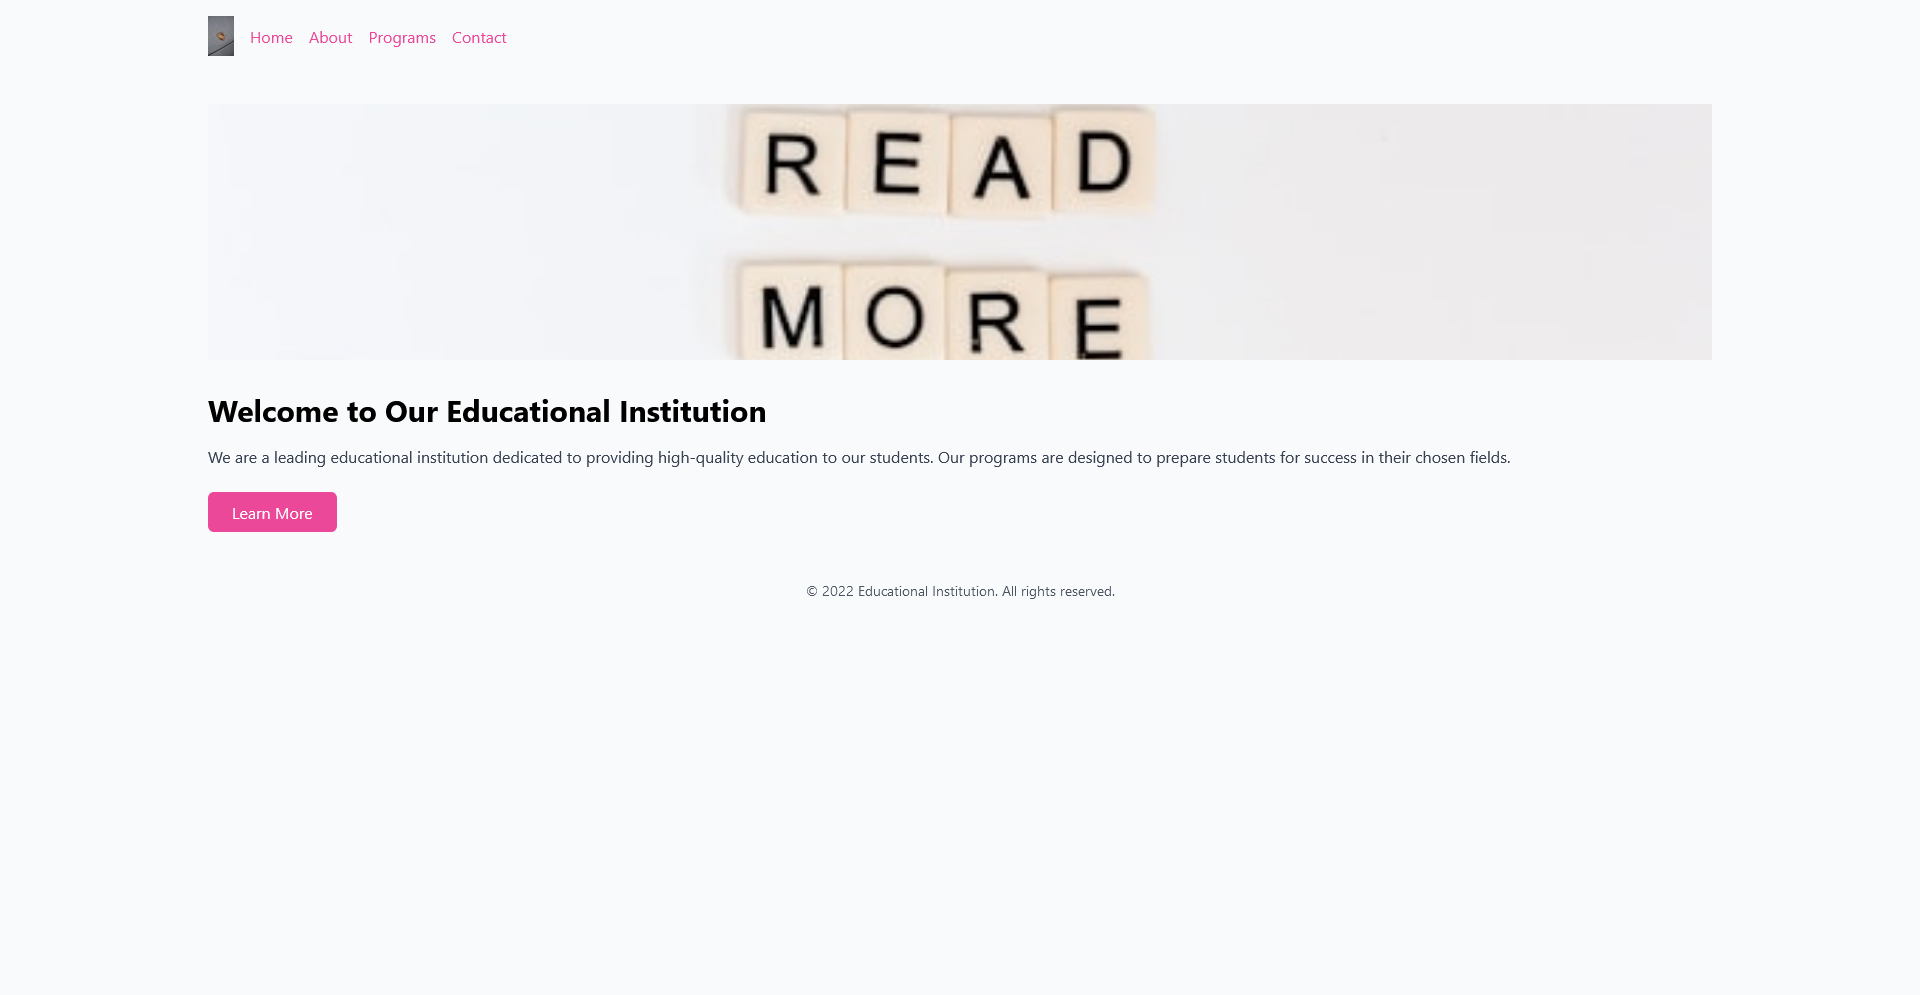 Home About Programs Contact
READ
MORE
Welcome to Our Educational Institution
We are a leading educational institution dedicated to providing high-quality education to our students. Our programs are designed to prepare students for success in their chosen fields.
Learn More
© 2022 Educational Institution. All rights reserved.